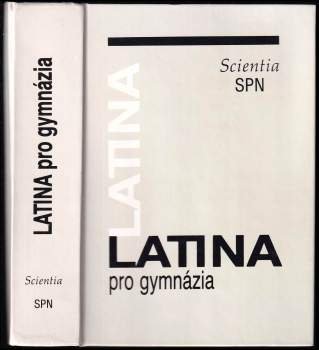 LATINA pro gymnázia
Scientia
SPN
Scientia
SPN
LATINA
LATINA
pro gymnázia